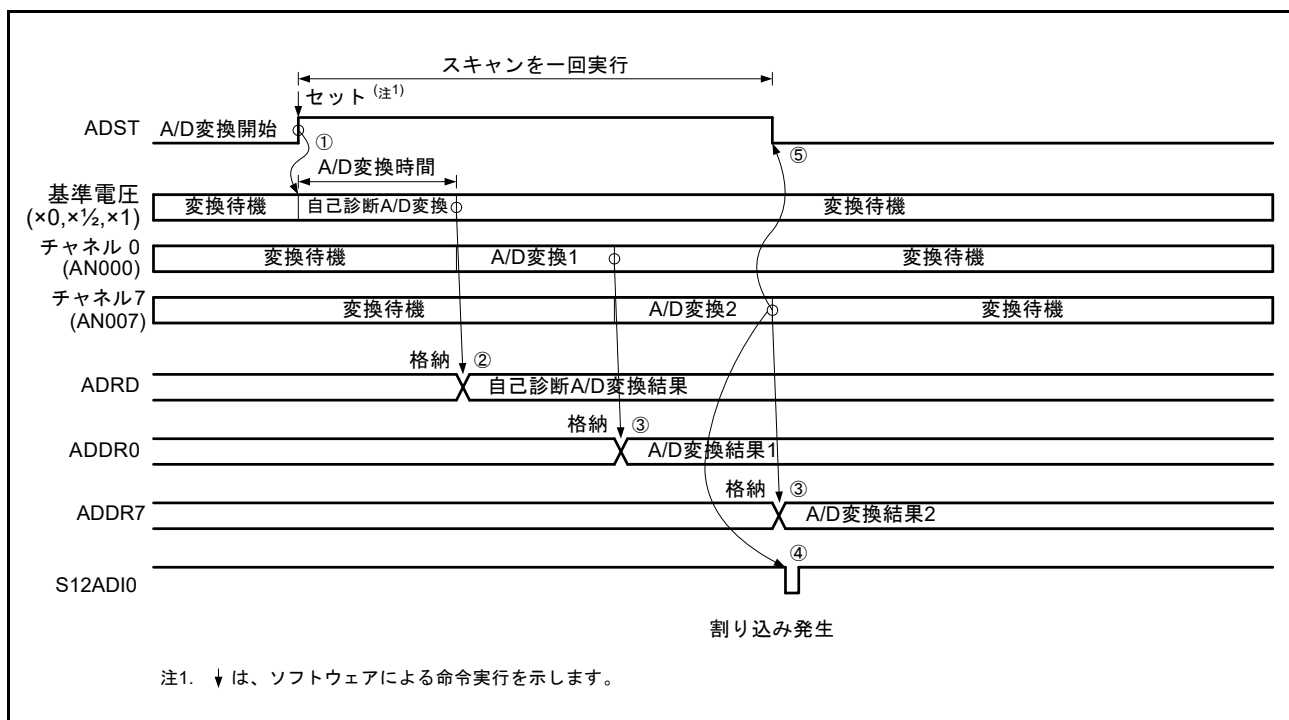 スキャンを一回実行
セット (注1)
ADST A/D変換開始 ① ⑤
A/D変換時間
基準電圧
(×0,×½,×1)
変換待機 自己診断A/D変換 変換待機
チャネル 0
(AN000)
変換待機 A/D変換1 変換待機
チャネル7
(AN007)
変換待機 A/D変換2 変換待機
格納 ②
ADRD 自己診断A/D変換結果
格納 ③
ADDR0 A/D変換結果1
格納 ③
ADDR7 A/D変換結果2
④
S12ADI0
割り込み発生
注1. ↓ は、ソフトウェアによる命令実行を示します。